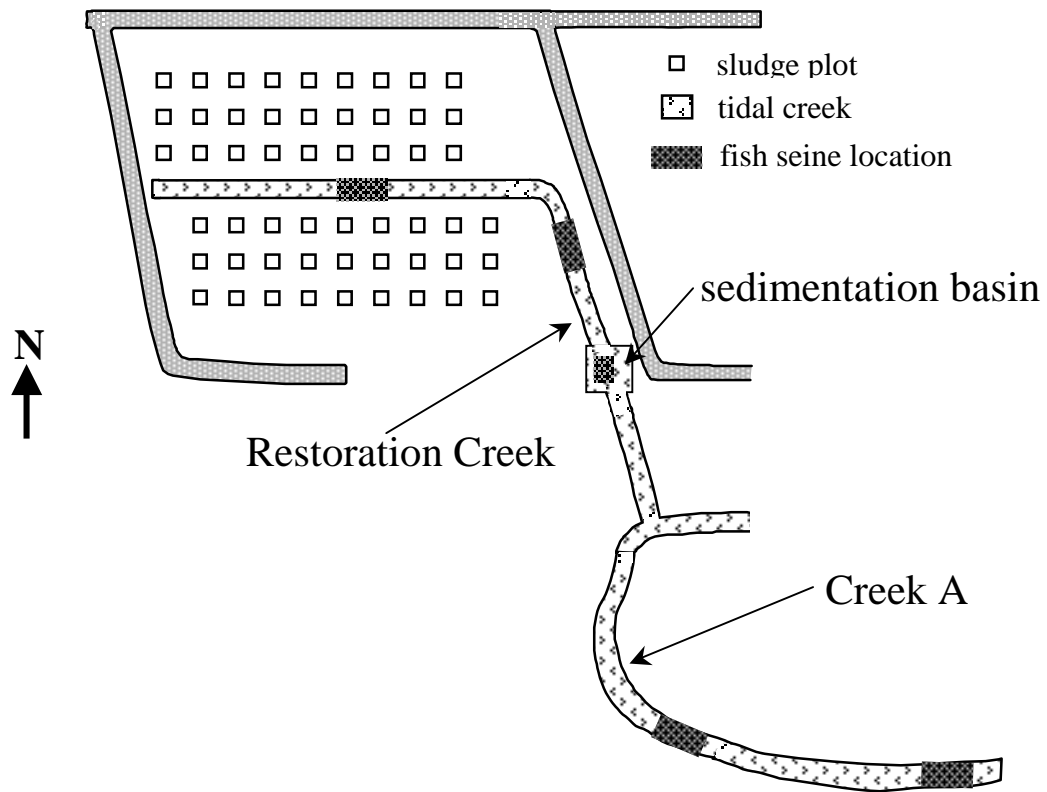 sludge plot
tidal creek
fish seine location
sedimentation basin
N
Restoration Creek
Creek A